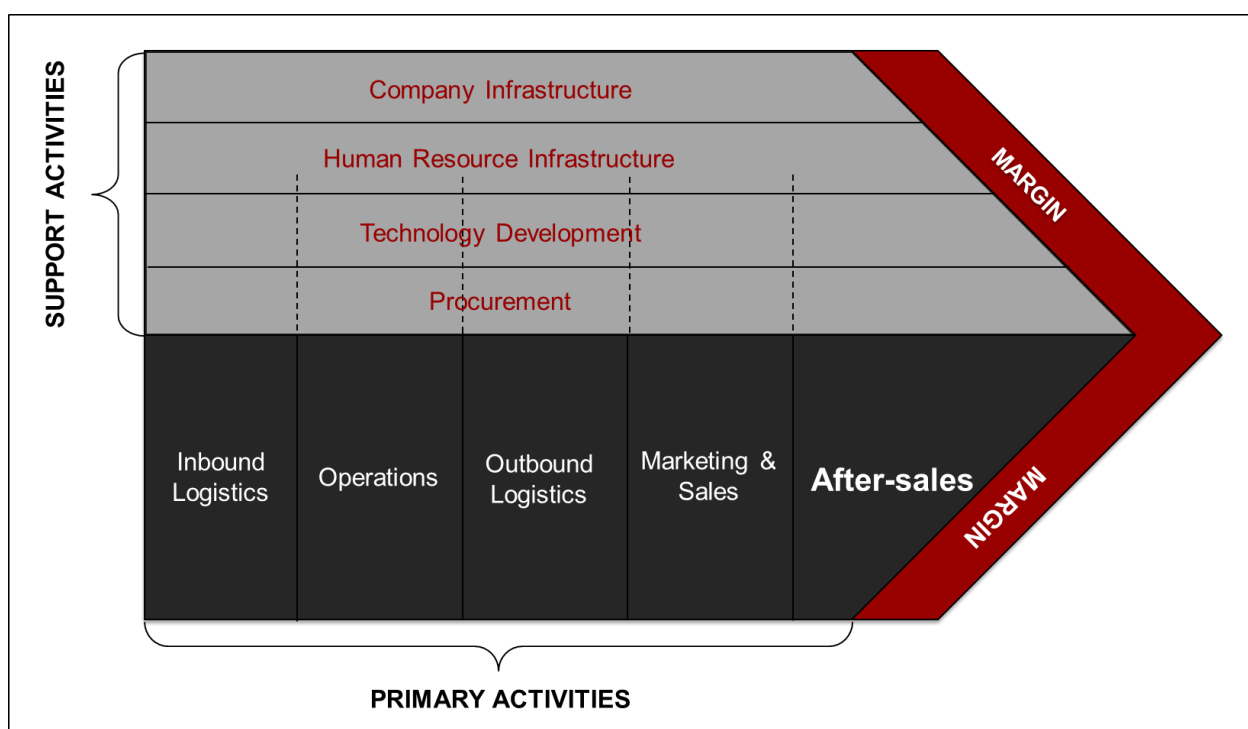 SUPPORT ACTIVITIES
Company Infrastructure
Human Resource Infrastructure
Technology Development
Procurement
MARGIN
Inbound
Logistics
Operations
Outbound
Logistics
Marketing &
Sales
After-sales
MARGIN
PRIMARY ACTIVITIES